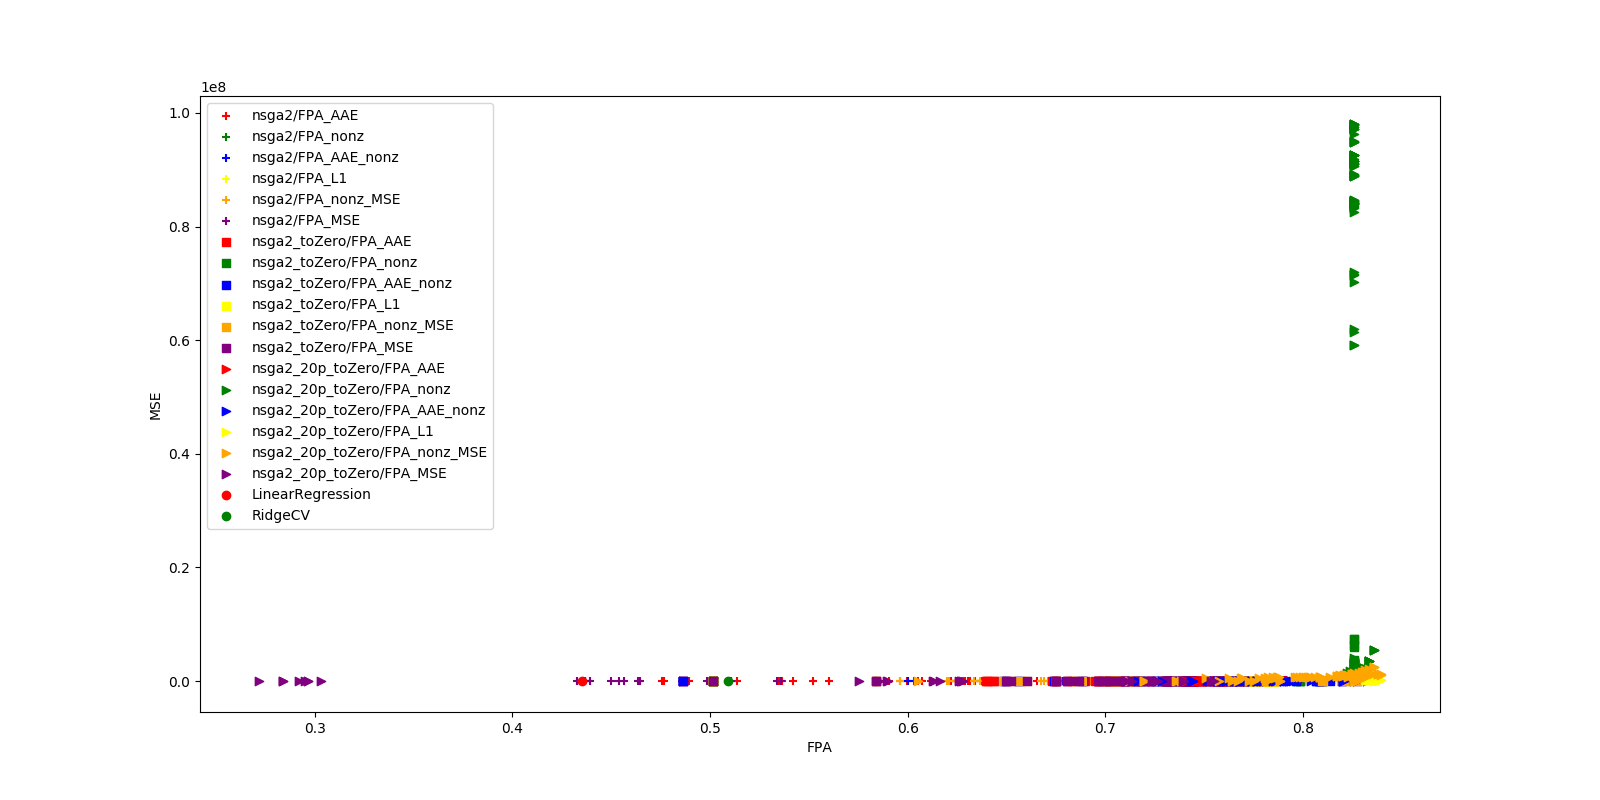 1e8
1.0
0.8
0.6
0.4
0.2
0.0
MSE
nsga2/FPA_AAE
nsga2/FPA_nonz
nsga2/FPA_AAE_nonz
nsga2/FPA_L1
nsga2/FPA_nonz_MSE
nsga2/FPA_MSE
nsga2_toZero/FPA_AAE
nsga2_toZero/FPA_nonz
nsga2_toZero/FPA_AAE_nonz
nsga2_toZero/FPA_L1
nsga2_toZero/FPA_nonz_MSE
nsga2_toZero/FPA_MSE
nsga2_20p_toZero/FPA_AAE
nsga2_20p_toZero/FPA_nonz
nsga2_20p_toZero/FPA_AAE_nonz
nsga2_20p_toZero/FPA_L1
nsga2_20p_toZero/FPA_nonz_MSE
nsga2_20p_toZero/FPA_MSE
LinearRegression
RidgeCV
0.3 0.4 0.5 0.6 0.7 0.8
FPA